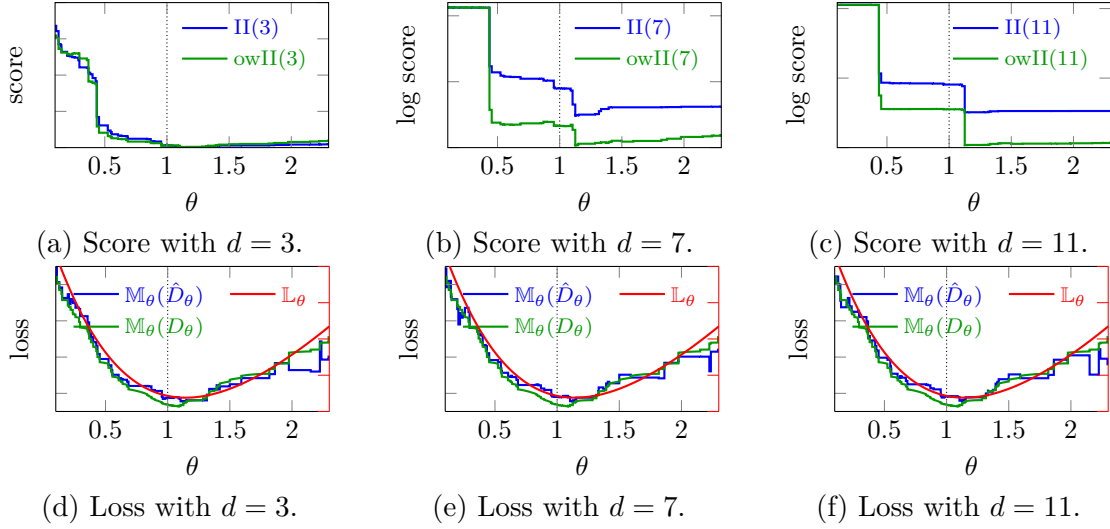 score
II(3)
owII(3)
0.5 1 1.5 2
θ
(a) Score with d = 3.
log score
II(7)
owII(7)
0.5 1 1.5 2
θ
(b) Score with d = 7.
log score
II(11)
owII(11)
0.5 1 1.5 2
θ
(c) Score with d = 11.
loss
𝕄θ(D̂θ) 𝕃θ
𝕄θ(Dθ)
0.5 1 1.5 2
θ
(d) Loss with d = 3.
loss
𝕄θ(D̂θ) 𝕃θ
𝕄θ(Dθ)
0.5 1 1.5 2
θ
(e) Loss with d = 7.
loss
𝕄θ(D̂θ) 𝕃θ
𝕄θ(Dθ)
0.5 1 1.5 2
θ
(f) Loss with d = 11.